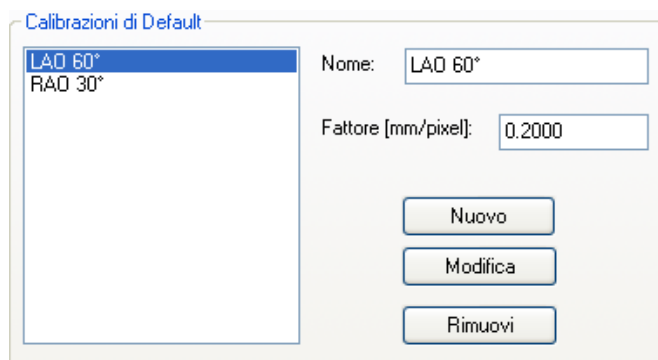 Calibrazioni di Default
LAO 60°
RAO 30°
Nome:
LAO 60°
Fattore [mm/pixel]:
0.2000
Nuovo
Modifica
Rimuovi